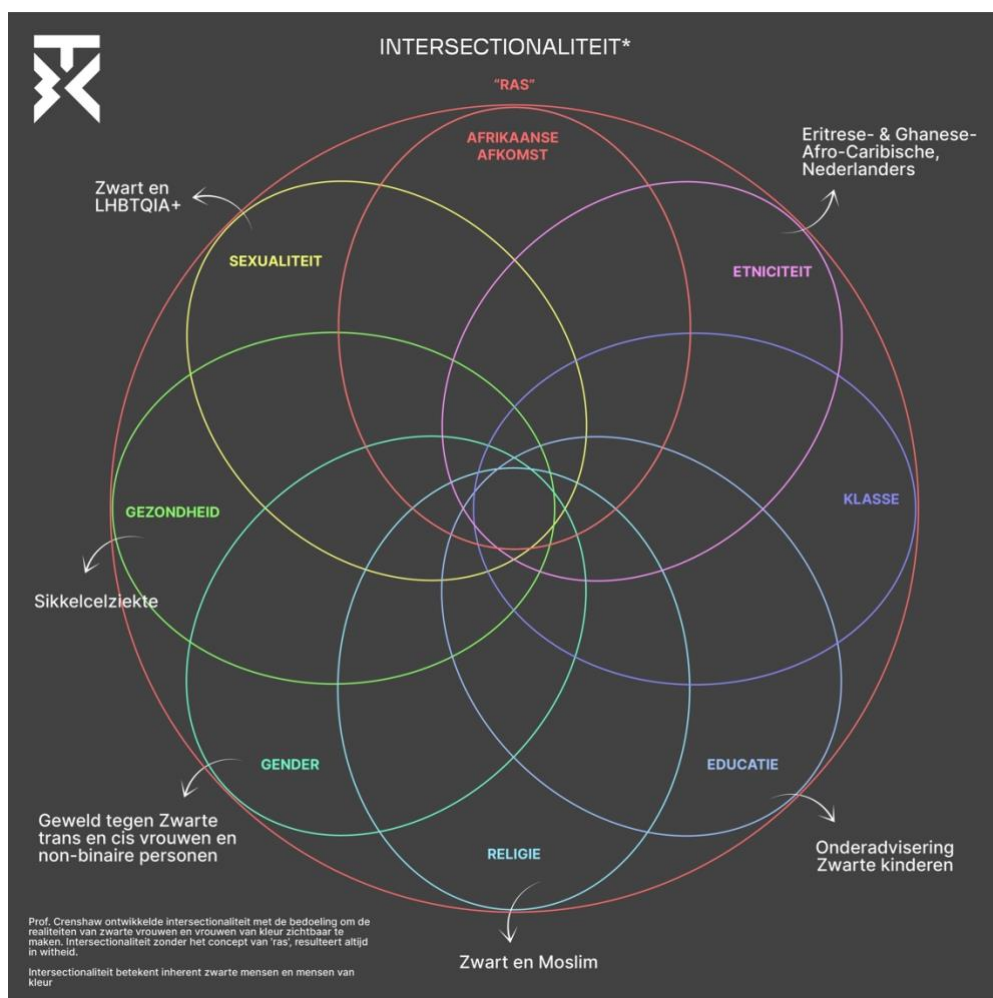 INTERSECTIONALITEIT*
"RAS"
AFRIKAANSE
AFKOMST
Eritrese- & Ghanese-
Afro-Caribische,
Nederlanders
Zwart en
LHBTQIA+
SEXUALITEIT
ETNICITEIT
GEZONDHEID
KLASSE
Sikkelcelziekte
GENDER
EDUCATIE
Geweld tegen Zwarte
trans en cis vrouwen en
non-binaire personen
RELIGIE
Onderadvisering
Zwarte kinderen
Zwart en Moslim
Prof. Crenshaw ontwikkelde intersectionaliteit met de bedoeling om de
realiteiten van zwarte vrouwen en vrouwen van kleur zichtbaar te
maken. Intersectionaliteit zonder het concept van 'ras', resulteert altijd
in witheid.
Intersectionaliteit betekent inherent zwarte mensen en mensen van
kleur